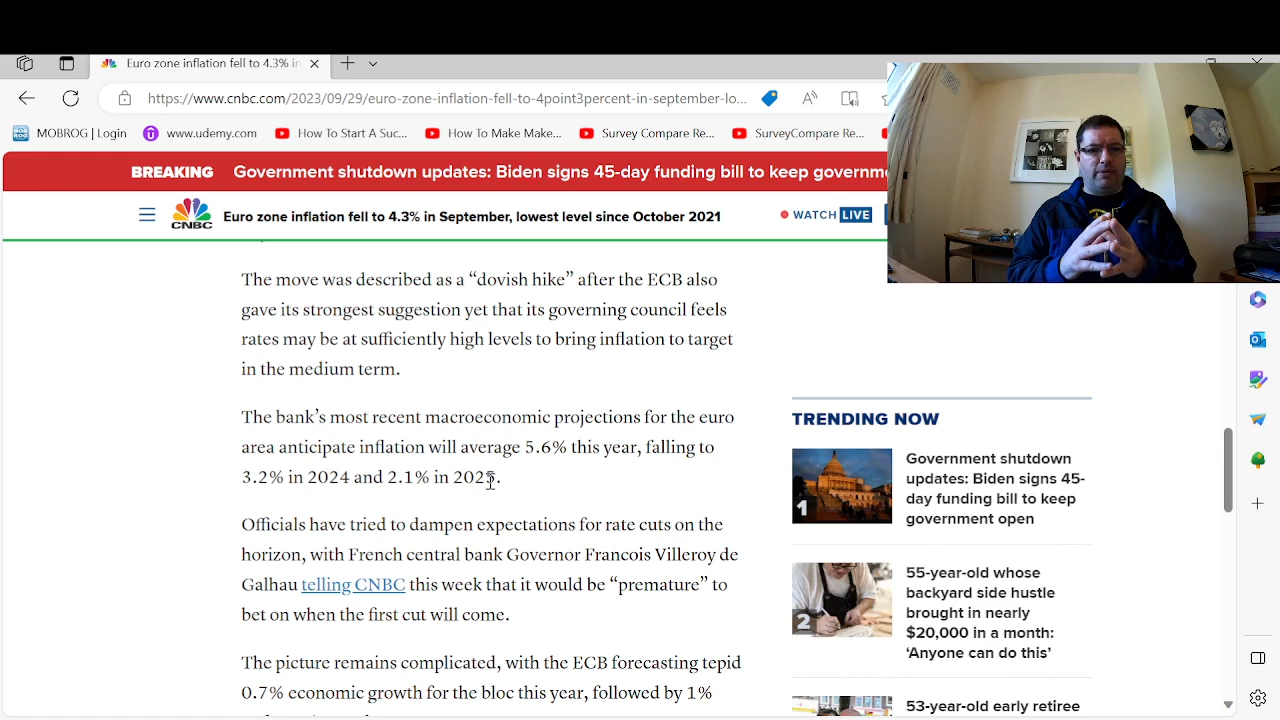 Euro zone inflation fell to 4.3% in
https://www.cnbc.com/2023/09/29/euro-zone-inflation-fell-to-4point3percent-in-september-lo...
MOBROG | Login
www.udemy.com
How To Start A Suc...
How To Make Make...
Survey Compare Re...
SurveyCompare Re...
BREAKING Government shutdown updates: Biden signs 45-day funding bill to keep governme
CNBC
Euro zone inflation fell to 4.3% in September, lowest level since October 2021
WATCH LIVE
The move was described as a “dovish hike” after the ECB also
gave its strongest suggestion yet that its governing council feels
rates may be at sufficiently high levels to bring inflation to target
in the medium term.
The bank’s most recent macroeconomic projections for the euro
area anticipate inflation will average 5.6% this year, falling to
3.2% in 2024 and 2.1% in 2025.
Officials have tried to dampen expectations for rate cuts on the
horizon, with French central bank Governor Francois Villeroy de
Galhau telling CNBC this week that it would be “premature” to
bet on when the first cut will come.
The picture remains complicated, with the ECB forecasting tepid
0.7% economic growth for the bloc this year, followed by 1%
TRENDING NOW
1
Government shutdown
updates: Biden signs 45-
day funding bill to keep
government open
2
55-year-old whose
backyard side hustle
brought in nearly
$20,000 in a month:
‘Anyone can do this’
53-year-old early retiree